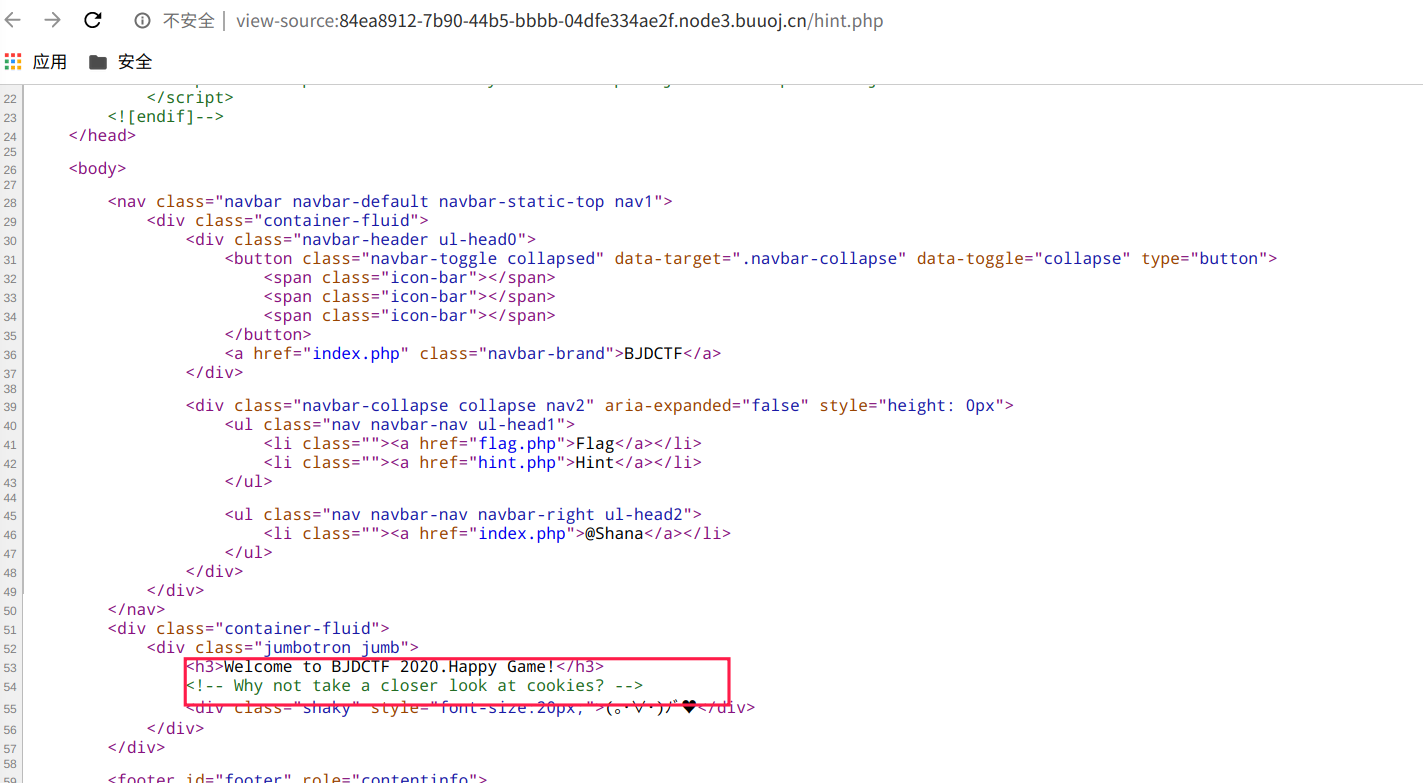 不安全 | view-source:84ea8912-7b90-44b5-bbbb-04dfe334ae2f.node3.buuoj.cn/hint.php
应用 安全
22 </script>
23 <![endif]-->
24 </head>
25
26 <body>
27
28 <nav class="navbar navbar-default navbar-static-top nav1">
29 <div class="container-fluid">
30 <div class="navbar-header ul-head0">
31 <button class="navbar-toggle collapsed" data-target=".navbar-collapse" data-toggle="collapse" type="button">
32 <span class="icon-bar"></span>
33 <span class="icon-bar"></span>
34 <span class="icon-bar"></span>
35 </button>
36 <a href="index.php" class="navbar-brand">BJDCTF</a>
37 </div>
38
39 <div class="navbar-collapse collapse nav2" aria-expanded="false" style="height: 0px">
40 <ul class="nav navbar-nav ul-head1">
41 <li class=""><a href="flag.php">Flag</a></li>
42 <li class=""><a href="hint.php">Hint</a></li>
43 </ul>
44
45 <ul class="nav navbar-nav navbar-right ul-head2">
46 <li class=""><a href="index.php">@Shana</a></li>
47 </ul>
48 </div>
49 </div>
50 </nav>
51 <div class="container-fluid">
52 <div class="jumbotron jumb">
53 <h3>Welcome to BJDCTF 2020.Happy Game!</h3>
54 <!-- Why not take a closer look at cookies? -->
55 <div class="shaky" style="font-size:20px;">(｡･∀･)ﾉﾞ♥</div>
56 </div>
57 </div>
58
59 <footer id="footer" role="contentinfo">